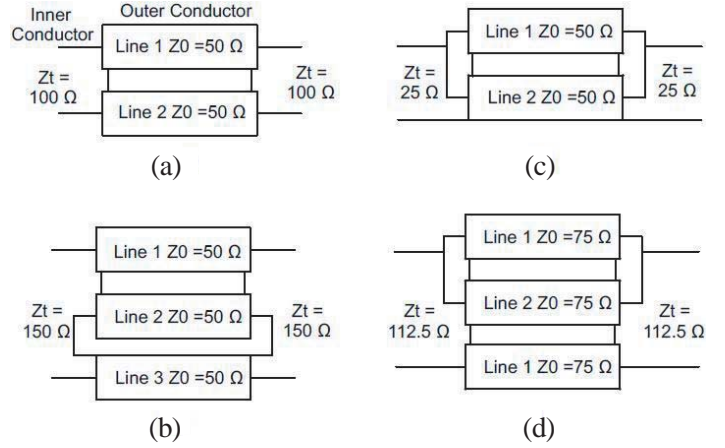 Inner
Conductor
Outer Conductor
Line 1 Z0 =50 Ω
Zt =
100 Ω
Zt =
100 Ω
Line 2 Z0 =50 Ω
(a)
Line 1 Z0 =50 Ω
Zt =
25 Ω
Zt =
25 Ω
Line 2 Z0 =50 Ω
(c)
Line 1 Z0 =50 Ω
Zt =
150 Ω
Line 2 Z0 =50 Ω
Zt =
150 Ω
Line 3 Z0 =50 Ω
(b)
Line 1 Z0 =75 Ω
Zt =
112.5 Ω
Line 2 Z0 =75 Ω
Zt =
112.5 Ω
Line 1 Z0 =75 Ω
(d)